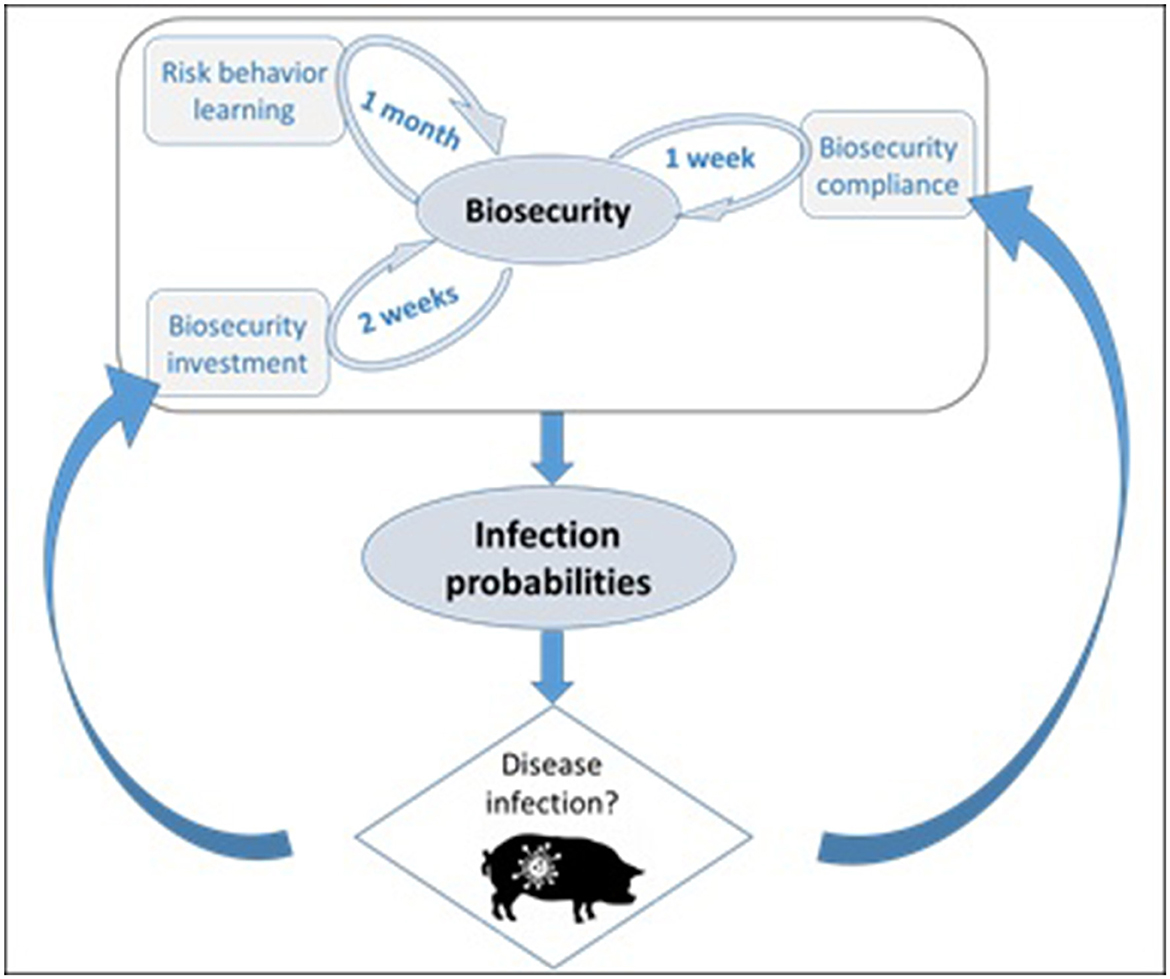 Risk behavior
learning
1 month
1 week
Biosecurity
compliance
Biosecurity
2 weeks
Biosecurity
investment
Infection
probabilities
Disease
infection?